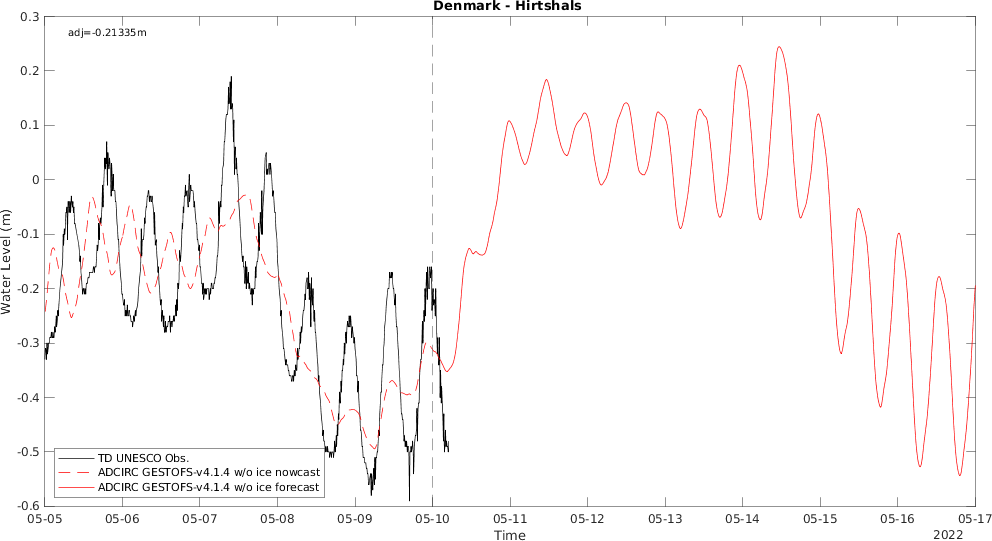 Denmark - Hirtshals
adj=-0.21335m
0.3
0.2
0.1
0
-0.1
-0.2
-0.3
-0.4
-0.5
-0.6
Water Level (m)
TD UNESCO Obs.
ADCIRC GESTOFS-v4.1.4 w/o ice nowcast
ADCIRC GESTOFS-v4.1.4 w/o ice forecast
05-05 05-06 05-07 05-08 05-09 05-10 05-11 05-12 05-13 05-14 05-15 05-16 05-17
Time
2022